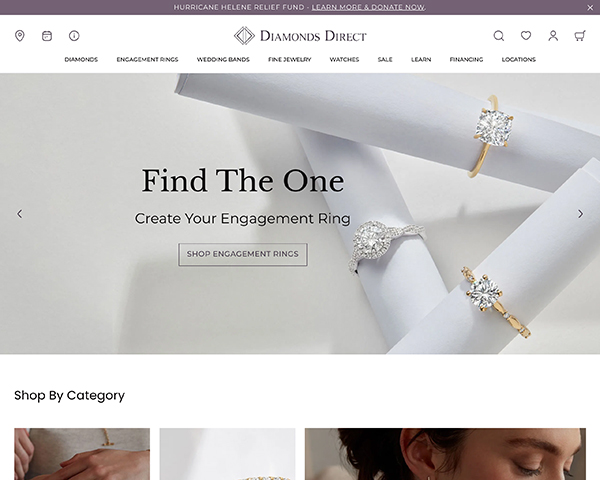 HURRICANE HELENE RELIEF FUND - LEARN MORE & DONATE NOW.
DIAMONDS DIRECT
DIAMONDS ENGAGEMENT RINGS WEDDING BANDS FINE JEWELRY WATCHES SALE LEARN FINANCING LOCATIONS
Find The One
Create Your Engagement Ring
SHOP ENGAGEMENT RINGS
Shop By Category